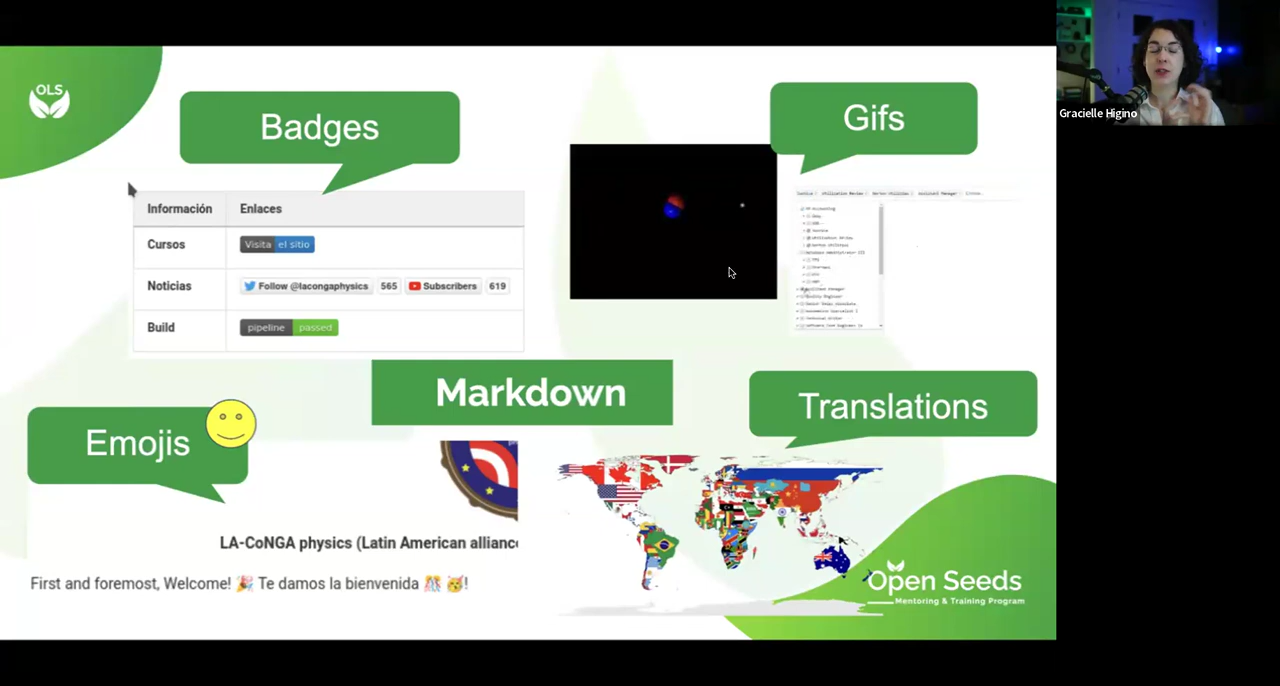 OLS
Badges
Gifs
Gracielle Higino
Información Enlaces
Cursos Visita el sitio
Noticias Follow @lacongaphysics 565 Subscribers 619
Build pipeline passed
Markdown
Translations
Emojis
LA-CoNGA physics (Latin American alliance
First and foremost, Welcome! 🎉 Te damos la bienvenida 🎊 🥳!
Open Seeds
Mentoring & Training Program